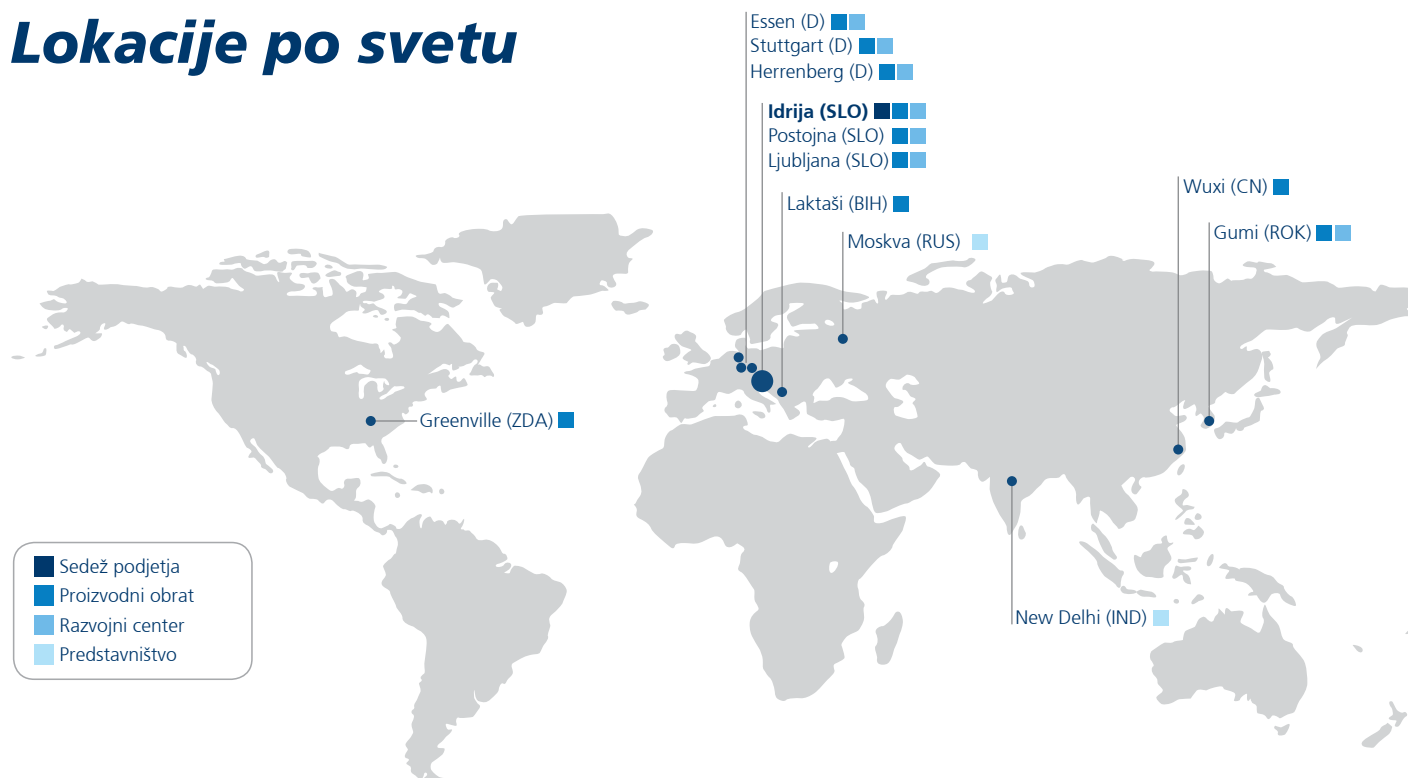 Lokacije po svetu
Essen (D)
Stuttgart (D)
Herrenberg (D)
Idrija (SLO)
Postojna (SLO)
Ljubljana (SLO)
Laktaši (BIH)
Moskva (RUS)
Wuxi (CN)
Gumi (ROK)
Greenville (ZDA)
New Delhi (IND)
Sedež podjetja
Proizvodni obrat
Razvojni center
Predstavništvo